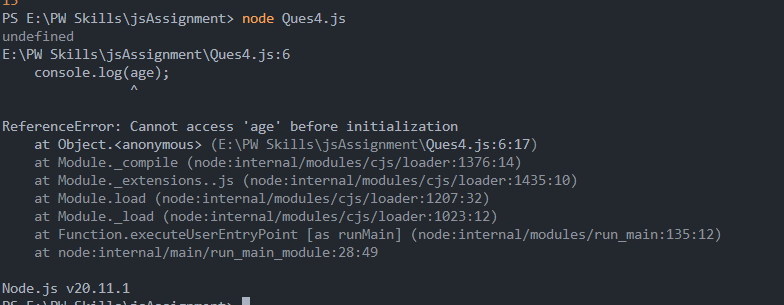 15
PS E:\PW Skills\jsAssignment> node Ques4.js
undefined
E:\PW Skills\jsAssignment\Ques4.js:6
    console.log(age);
                ^

ReferenceError: Cannot access 'age' before initialization
    at Object.<anonymous> (E:\PW Skills\jsAssignment\Ques4.js:6:17)
    at Module._compile (node:internal/modules/cjs/loader:1376:14)
    at Module._extensions..js (node:internal/modules/cjs/loader:1435:10)
    at Module.load (node:internal/modules/cjs/loader:1207:32)
    at Module._load (node:internal/modules/cjs/loader:1023:12)
    at Function.executeUserEntryPoint [as runMain] (node:internal/modules/run_main:135:12)
    at node:internal/main/run_main_module:28:49

Node.js v20.11.1
PS E:\PW Skills\jsAssignment>